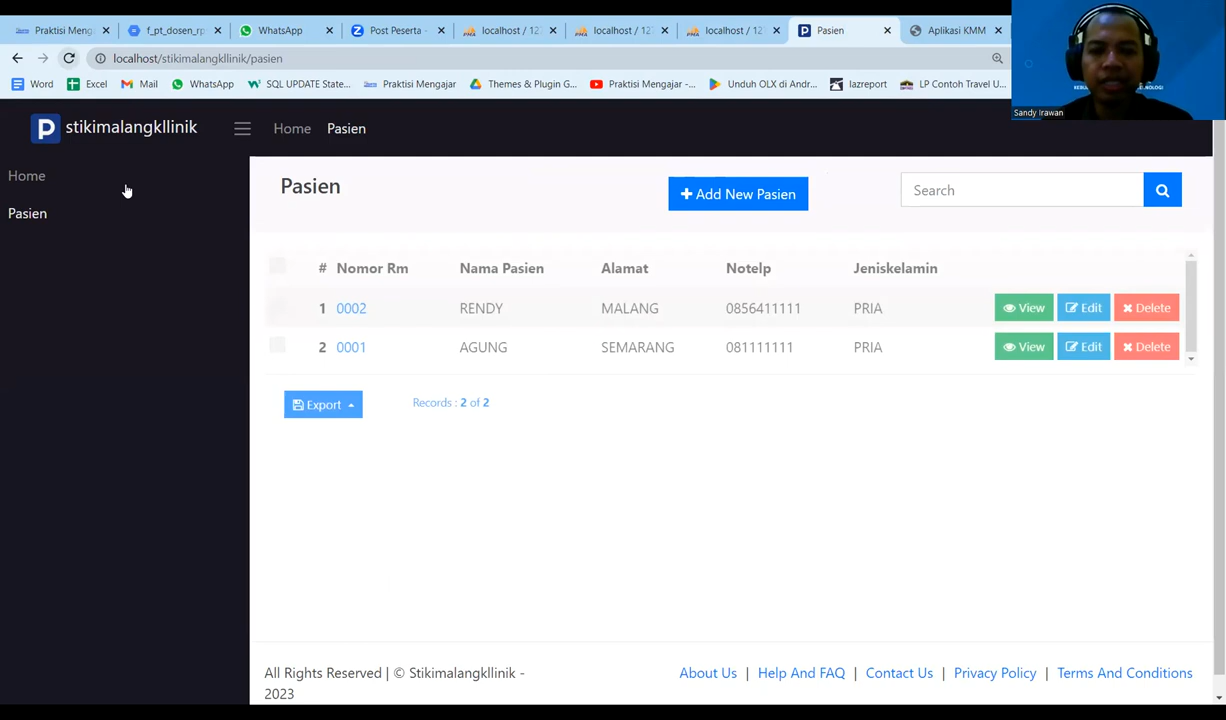 Praktisi Meng
f_pt_dosen_rp
WhatsApp
Post Peserta -
localhost / 12
localhost / 12
localhost / 12
Pasien
Aplikasi KMM
localhost/stikimalangkllinik/pasien
Word
Excel
Mail
WhatsApp
SQL UPDATE State...
Praktisi Mengajar
Themes & Plugin G...
Praktisi Mengajar -...
Unduh OLX di Andr...
lazreport
LP Contoh Travel U...
Sandy Irawan
stikimalangkllinik
Home
Pasien
Home
Pasien
Pasien
Add New Pasien
Search
# Nomor Rm Nama Pasien Alamat Notelp Jeniskelamin
1 0002 RENDY MALANG 0856411111 PRIA View Edit Delete
2 0001 AGUNG SEMARANG 081111111 PRIA View Edit Delete
Export
Records : 2 of 2
All Rights Reserved | © Stikimalangkllinik -
2023
About Us | Help And FAQ | Contact Us | Privacy Policy | Terms And Conditions